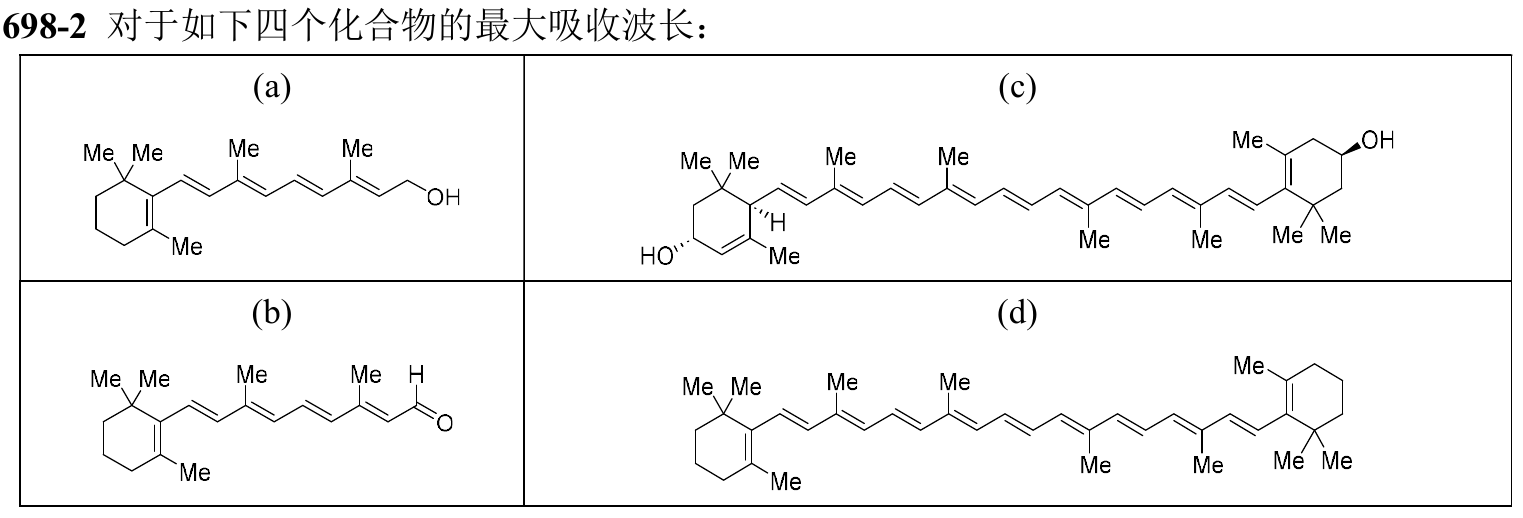 698-2 对于如下四个化合物的最大吸收波长：
(a)
Me Me Me Me
OH
Me
(c)
Me Me Me Me Me OH
H
HO Me Me Me Me Me
(b)
Me Me Me Me H
O
Me
(d)
Me Me Me Me Me
Me Me Me Me Me